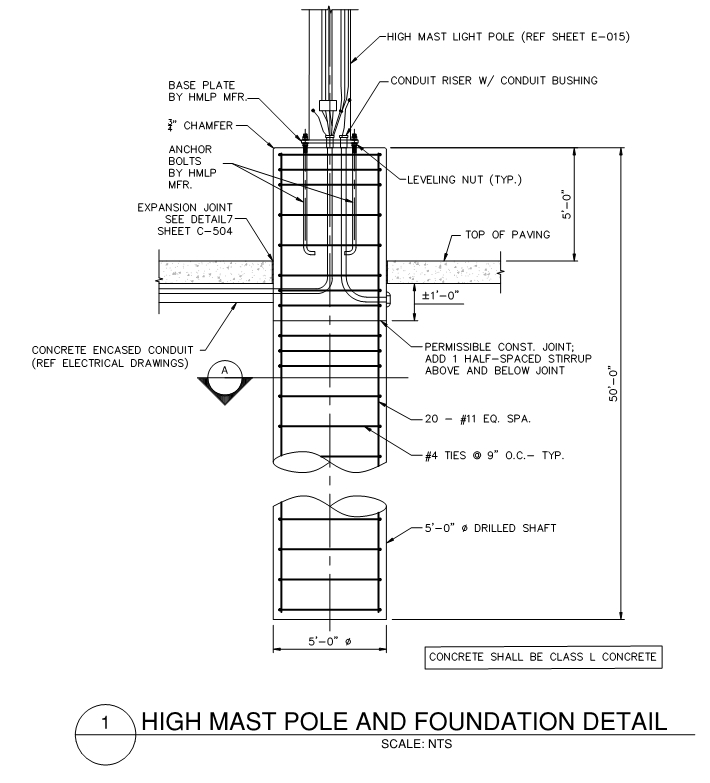 HIGH MAST LIGHT POLE (REF SHEET E-015)
BASE PLATE
BY HMLP MFR.
CONDUIT RISER W/ CONDUIT BUSHING
3/4" CHAMFER
ANCHOR
BOLTS
BY HMLP
MFR.
LEVELING NUT (TYP.)
5'-0"
EXPANSION JOINT
SEE DETAIL7
SHEET C-504
TOP OF PAVING
±1'-0"
CONCRETE ENCASED CONDUIT
(REF ELECTRICAL DRAWINGS)
PERMISSIBLE CONST. JOINT;
ADD 1 HALF-SPACED STIRRUP
ABOVE AND BELOW JOINT
A
50'-0"
20 - #11 EQ. SPA.
#4 TIES @ 9" O.C.- TYP.
5'-0" ø DRILLED SHAFT
5'-0" ø
CONCRETE SHALL BE CLASS L CONCRETE
1
HIGH MAST POLE AND FOUNDATION DETAIL
SCALE: NTS